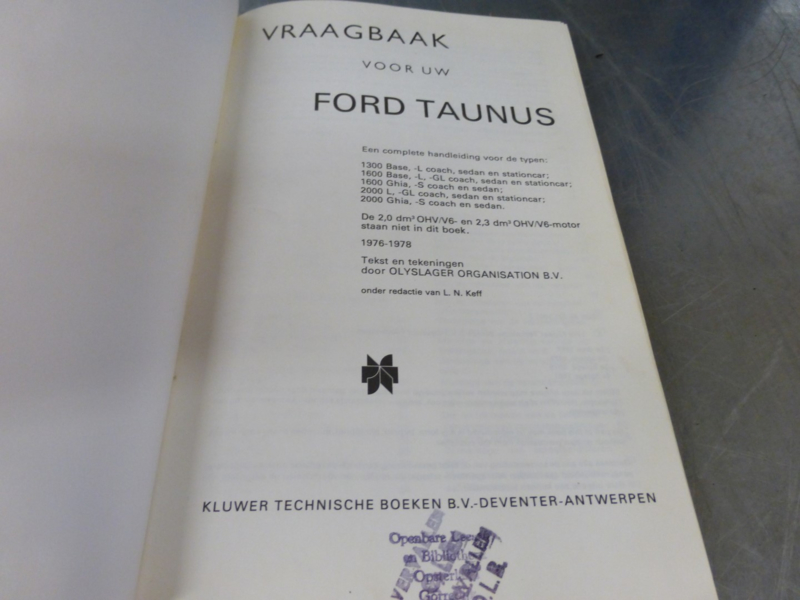 VRAAGBAAK
VOOR UW
FORD TAUNUS
Een complete handleiding voor de typen:
1300 Base, -L coach, sedan en stationcar;
1600 Base, -L, -GL coach, sedan en stationcar;
1600 Ghia, -S coach en sedan;
2000 L, -GL coach, sedan en stationcar;
2000 Ghia, -S coach en sedan.
De 2,0 dm³ OHV/V6- en 2,3 dm³ OHV/V6-motor
staan niet in dit boek.
1976-1978
Tekst en tekeningen
door OLYSLAGER ORGANISATION B.V.
onder redactie van L. N. Keff
KLUWER TECHNISCHE BOEKEN B.V.-DEVENTER-ANTWERPEN
Openbare
en